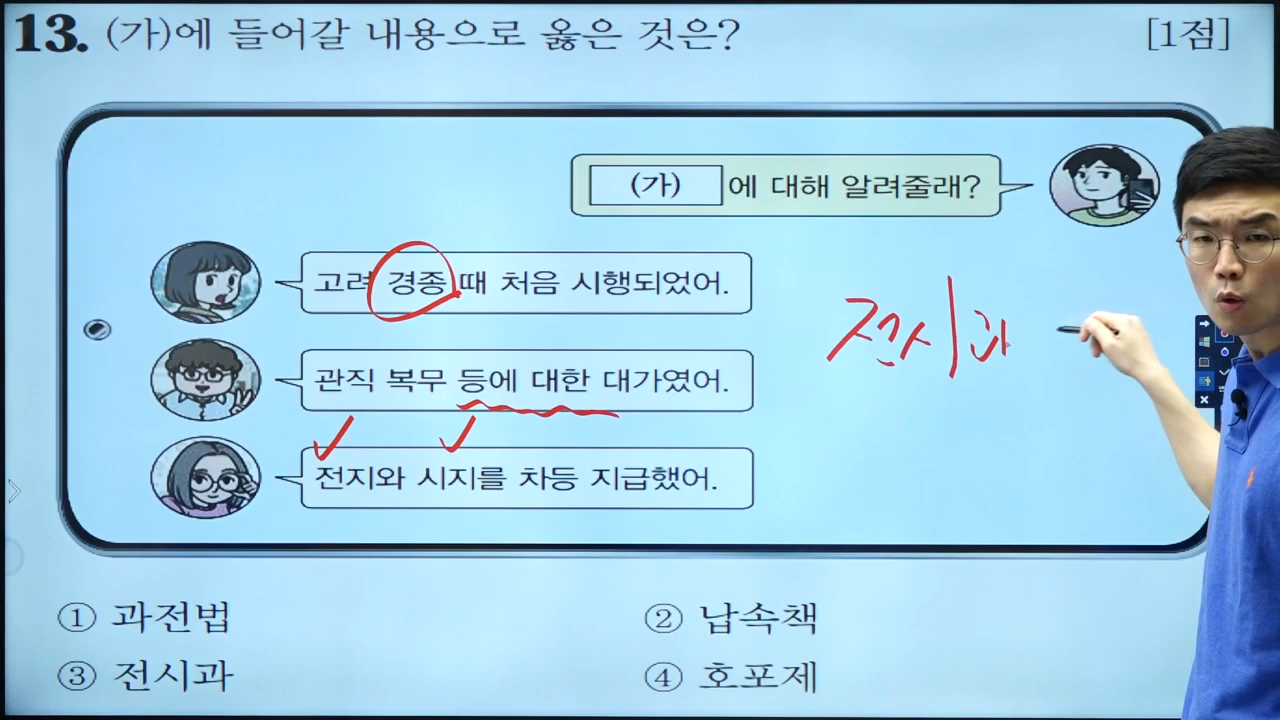 13. (가)에 들어갈 내용으로 옳은 것은? [1점]
(가) 에 대해 알려줄래?
고려 경종 때 처음 시행되었어.
전시과
관직 복무 등에 대한 대가였어.
전지와 시지를 차등 지급했어.
① 과전법 ② 납속책
③ 전시과 ④ 호포제